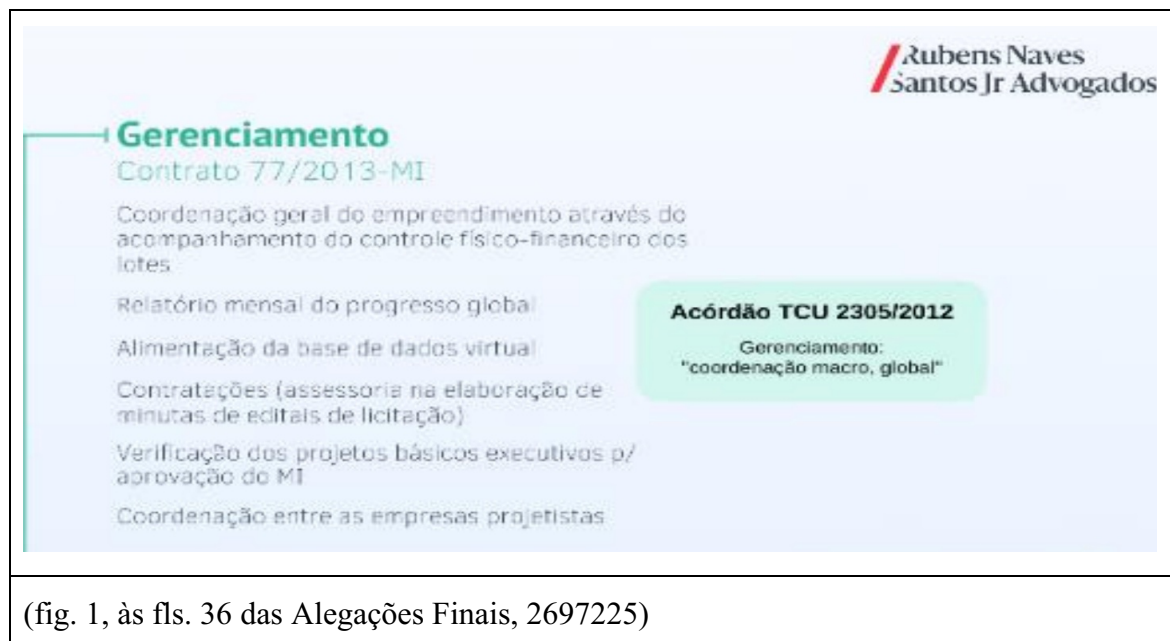 Rubens Naves
Santos Jr Advogados
Gerenciamento
Contrato 77/2013-MI
Coordenação geral do empreendimento através do
acompanhamento do controle físico-financeiro dos
lotes
Relatório mensal do progresso global
Alimentação da base de dados virtual
Contratações (assessoria na elaboração de
minutas de editais de licitação)
Verificação dos projetos básicos executivos p/
aprovação do MI
Coordenação entre as empresas projetistas
Acórdão TCU 2305/2012
Gerenciamento:
"coordenação macro, global"
(fig. 1, às fls. 36 das Alegações Finais, 2697225)